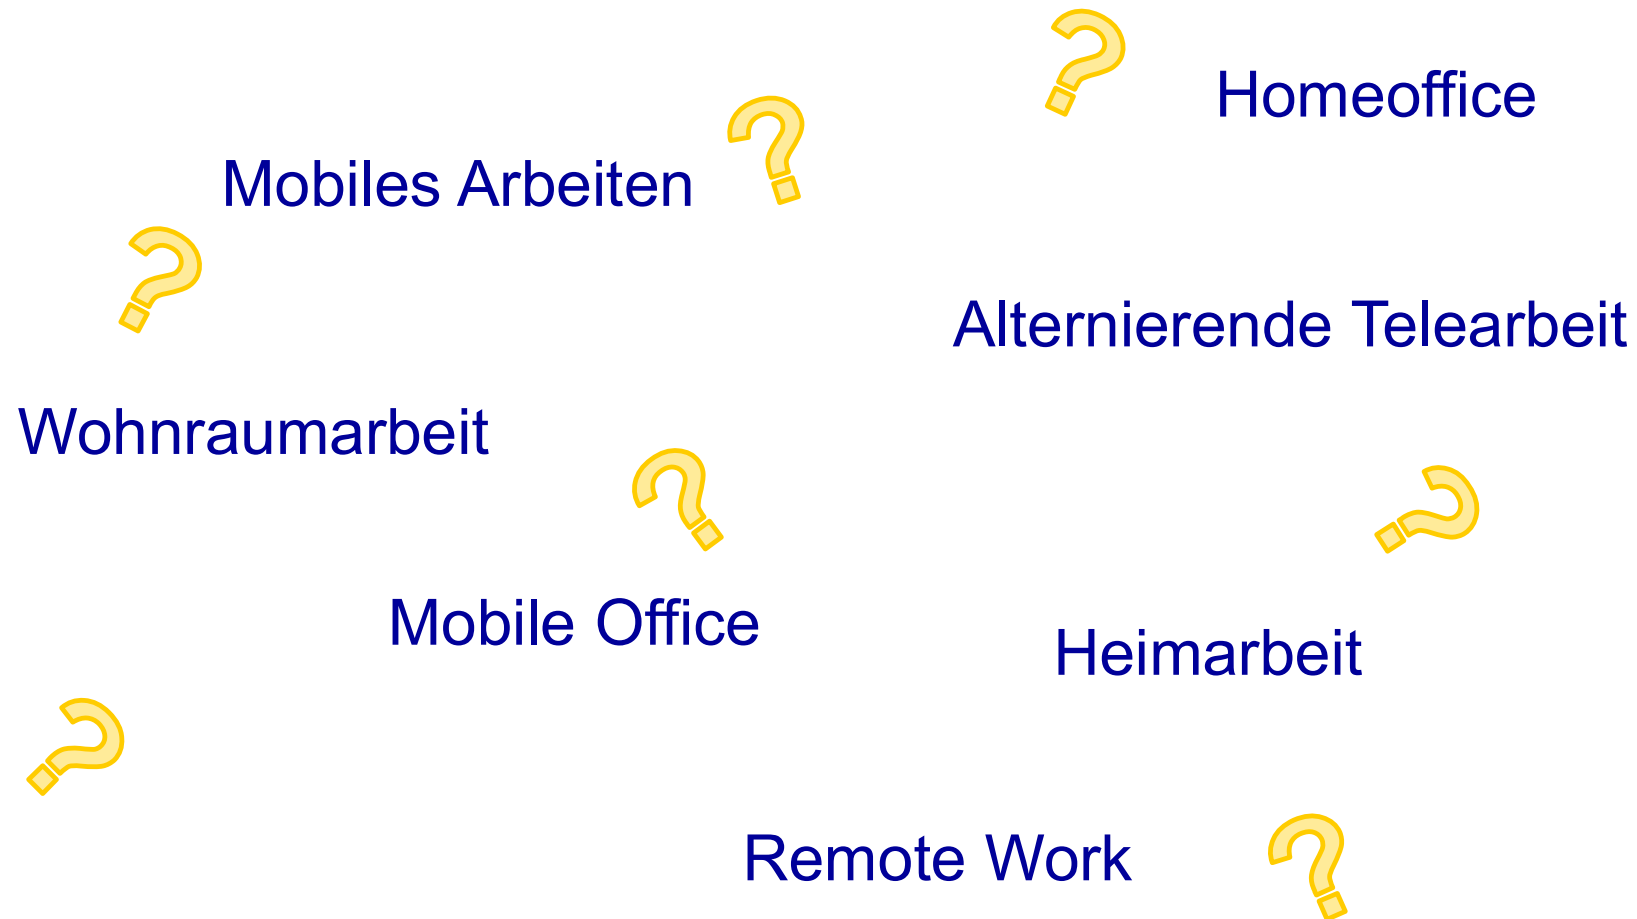 Homeoffice
Mobiles Arbeiten
Alternierende Telearbeit
Wohnraumarbeit
Mobile Office
Heimarbeit
Remote Work